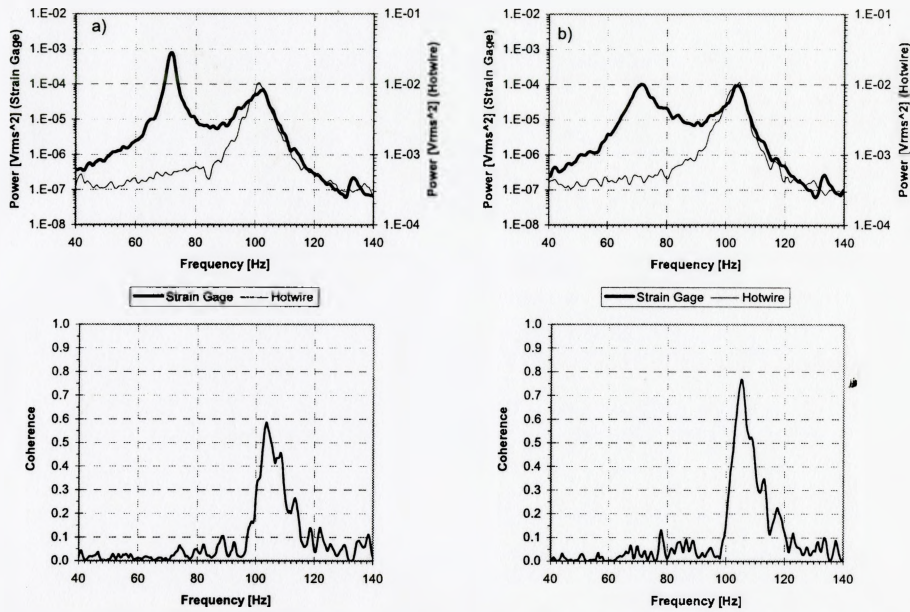 a)
Power [Vrms^2] (Strain Gage)
1.E-02
1.E-03
1.E-04
1.E-05
1.E-06
1.E-07
1.E-08
40 60 80 100 120 140
Frequency [Hz]
1.E-01
1.E-02
1.E-03
1.E-04
Power [Vrms^2] (Hotwire)
Strain Gage Hotwire
b)
Power [Vrms^2] (Strain Gage)
1.E-02
1.E-03
1.E-04
1.E-05
1.E-06
1.E-07
1.E-08
40 60 80 100 120 140
Frequency [Hz]
1.E-01
1.E-02
1.E-03
1.E-04
Power [Vrms^2] (Hotwire)
Strain Gage Hotwire
Coherence
1.0
0.9
0.8
0.7
0.6
0.5
0.4
0.3
0.2
0.1
0.0
40 60 80 100 120 140
Frequency [Hz]
Coherence
1.0
0.9
0.8
0.7
0.6
0.5
0.4
0.3
0.2
0.1
0.0
40 60 80 100 120 140
Frequency [Hz]